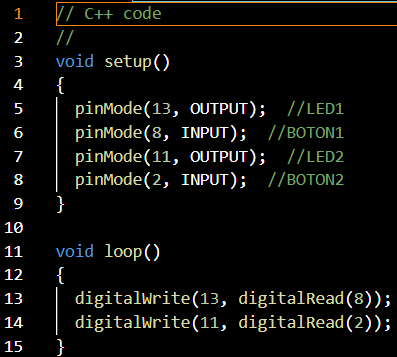 1 // C++ code
2 //
3 void setup()
4 {
5   pinMode(13, OUTPUT);  //LED1
6   pinMode(8, INPUT);  //BOTON1
7   pinMode(11, OUTPUT);  //LED2
8   pinMode(2, INPUT);  //BOTON2
9 }
10
11 void loop()
12 {
13   digitalWrite(13, digitalRead(8));
14   digitalWrite(11, digitalRead(2));
15 }